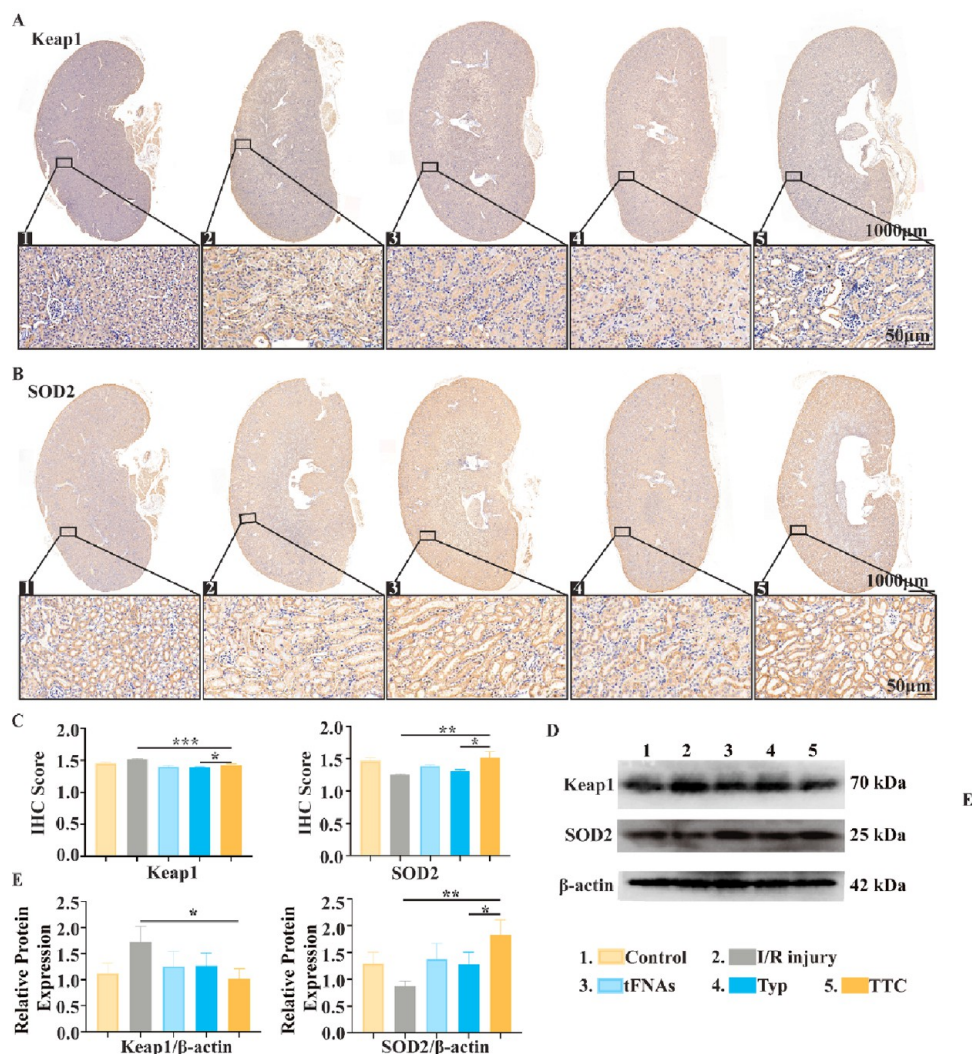 A
Keap1
1
2
3
4
5
1000μm
50μm
B
SOD2
1
2
3
4
5
1000μm
50μm
C
IHC Score
2.0
1.5
1.0
0.5
0.0
***
*
Keap1
IHC Score
2.0
1.5
1.0
0.5
0.0
**
*
SOD2
D
1 2 3 4 5
Keap1 70 kDa
SOD2 25 kDa
β-actin 42 kDa
E
E
Relative Protein
Expression
2.5
2.0
1.5
1.0
0.5
0.0
*
Keap1/β-actin
Relative Protein
Expression
2.5
2.0
1.5
1.0
0.5
0.0
**
*
SOD2/β-actin
1. Control 2. I/R injury
3. tFNAs 4. Typ 5. TTC